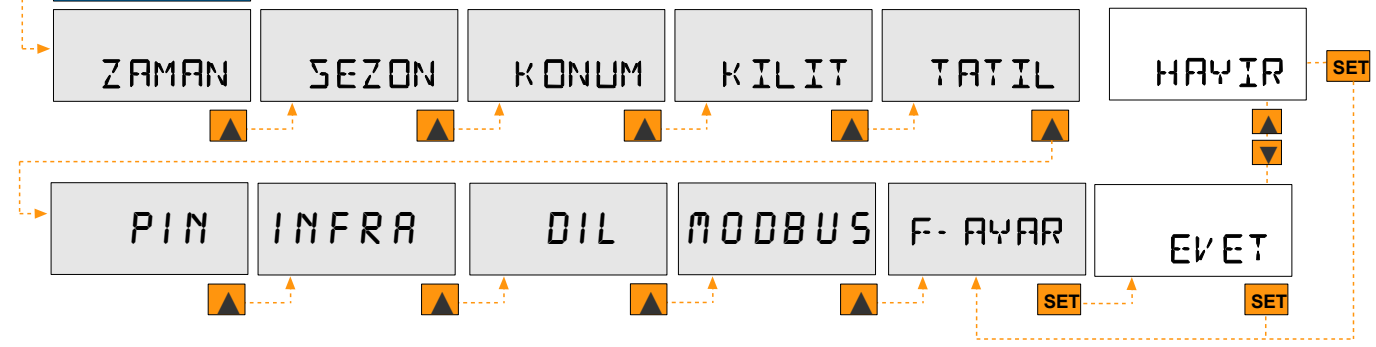 ZAMAN SEZON KONUM KILIT TATIL HAYIR SET
PIN INFRA DIL MODBUS F-AYAR EVET
SET SET